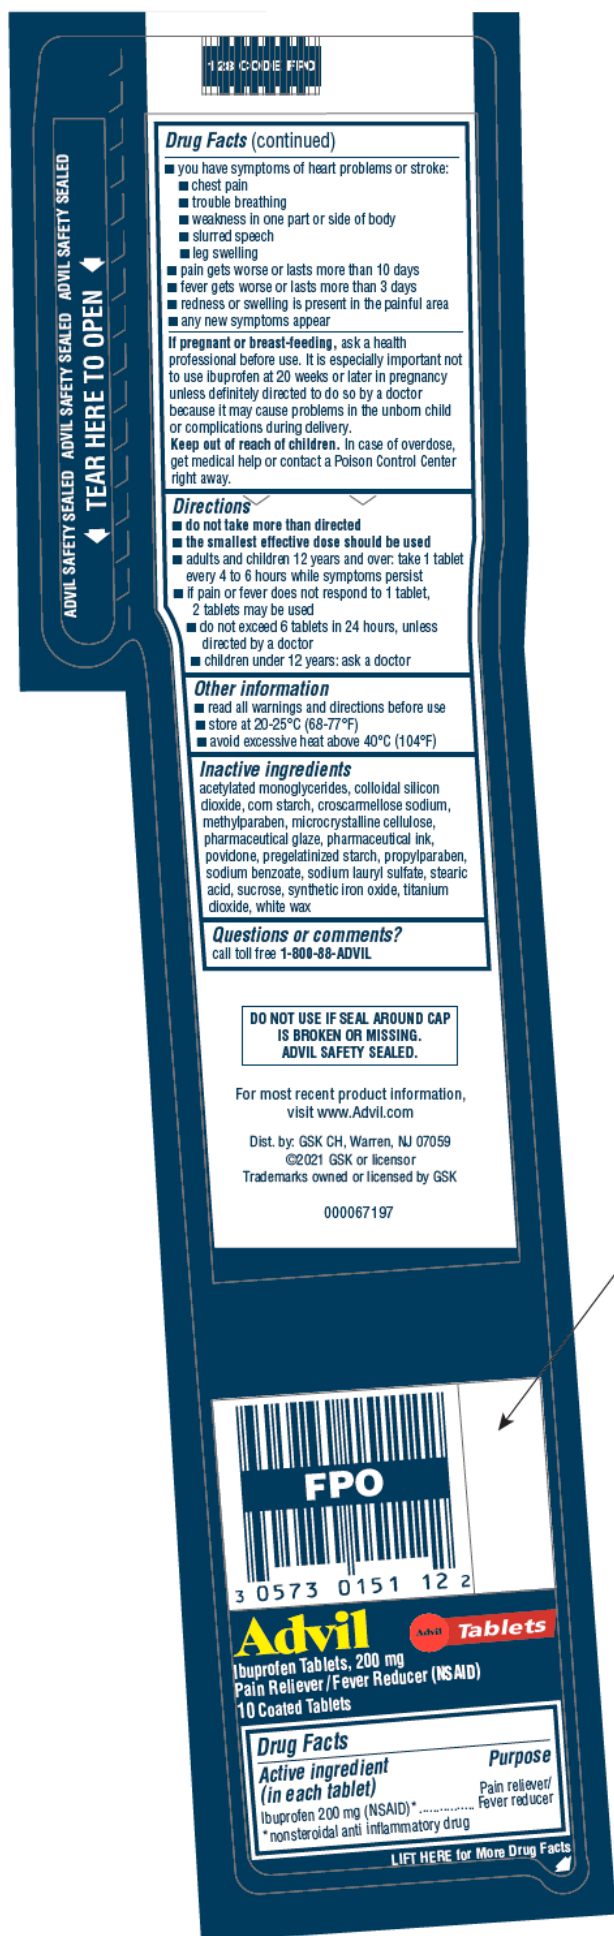 128 CODE FPO
ADVIL SAFETY SEALED ADVIL SAFETY SEALED ADVIL SAFETY SEALED
TEAR HERE TO OPEN
Drug Facts (continued)
■ you have symptoms of heart problems or stroke:
■ chest pain
■ trouble breathing
■ weakness in one part or side of body
■ slurred speech
■ leg swelling
■ pain gets worse or lasts more than 10 days
■ fever gets worse or lasts more than 3 days
■ redness or swelling is present in the painful area
■ any new symptoms appear
If pregnant or breast-feeding, ask a health
professional before use. It is especially important not
to use ibuprofen at 20 weeks or later in pregnancy
unless definitely directed to do so by a doctor
because it may cause problems in the unborn child
or complications during delivery.
Keep out of reach of children. In case of overdose,
get medical help or contact a Poison Control Center
right away.
Directions
■ do not take more than directed
■ the smallest effective dose should be used
■ adults and children 12 years and over: take 1 tablet
every 4 to 6 hours while symptoms persist
■ if pain or fever does not respond to 1 tablet,
2 tablets may be used
■ do not exceed 6 tablets in 24 hours, unless
directed by a doctor
■ children under 12 years: ask a doctor
Other information
■ read all warnings and directions before use
■ store at 20-25°C (68-77°F)
■ avoid excessive heat above 40°C (104°F)
Inactive ingredients
acetylated monoglycerides, colloidal silicon
dioxide, corn starch, croscarmellose sodium,
methylparaben, microcrystalline cellulose,
pharmaceutical glaze, pharmaceutical ink,
povidone, pregelatinized starch, propylparaben,
sodium benzoate, sodium lauryl sulfate, stearic
acid, sucrose, synthetic iron oxide, titanium
dioxide, white wax
Questions or comments?
call toll free 1-800-88-ADVIL
DO NOT USE IF SEAL AROUND CAP
IS BROKEN OR MISSING.
ADVIL SAFETY SEALED.
For most recent product information,
visit www.Advil.com
Dist. by: GSK CH, Warren, NJ 07059
©2021 GSK or licensor
Trademarks owned or licensed by GSK
000067197
FPO
3 0573 0151 12 2
Advil
Advil Tablets
Ibuprofen Tablets, 200 mg
Pain Reliever/Fever Reducer (NSAID)
10 Coated Tablets
Drug Facts
Active ingredient
(in each tablet)
Purpose
Ibuprofen 200 mg (NSAID)* ............... Pain reliever/
Fever reducer
*nonsteroidal anti inflammatory drug
LIFT HERE for More Drug Facts